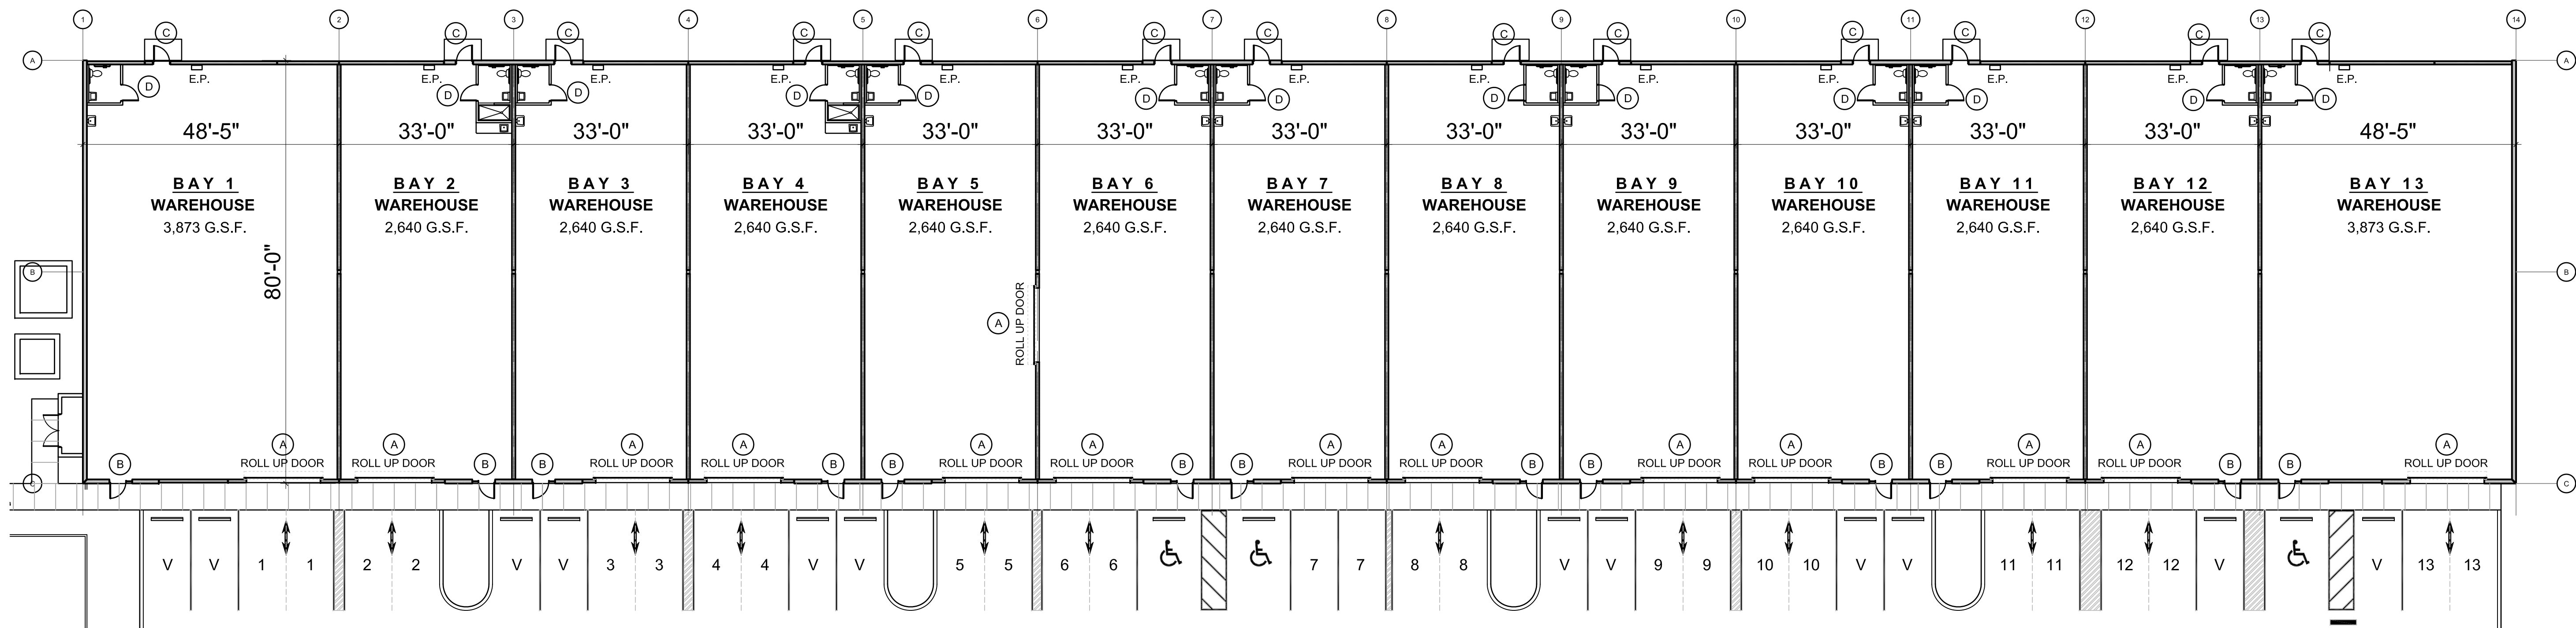 1 2 3 4 5 6 7 8 9 10 11 12 13 14
C C C C C C C C C C C C C
A A
E.P. E.P. E.P. E.P. E.P. E.P. E.P. E.P. E.P. E.P. E.P. E.P. E.P.
D D D D D D D D D D D D D
48'-5" 33'-0" 33'-0" 33'-0" 33'-0" 33'-0" 33'-0" 33'-0" 33'-0" 33'-0" 33'-0" 33'-0" 48'-5"
BAY 1 BAY 2 BAY 3 BAY 4 BAY 5 BAY 6 BAY 7 BAY 8 BAY 9 BAY 10 BAY 11 BAY 12 BAY 13
WAREHOUSE WAREHOUSE WAREHOUSE WAREHOUSE WAREHOUSE WAREHOUSE WAREHOUSE WAREHOUSE WAREHOUSE WAREHOUSE WAREHOUSE WAREHOUSE WAREHOUSE
3,873 G.S.F. 2,640 G.S.F. 2,640 G.S.F. 2,640 G.S.F. 2,640 G.S.F. 2,640 G.S.F. 2,640 G.S.F. 2,640 G.S.F. 2,640 G.S.F. 2,640 G.S.F. 2,640 G.S.F. 2,640 G.S.F. 3,873 G.S.F.
B B
80'-0"
A ROLL UP DOOR
A A A A A A A A A A A A A
B ROLL UP DOOR ROLL UP DOOR B B ROLL UP DOOR ROLL UP DOOR B B ROLL UP DOOR ROLL UP DOOR B B ROLL UP DOOR ROLL UP DOOR B B ROLL UP DOOR ROLL UP DOOR B B ROLL UP DOOR ROLL UP DOOR B B ROLL UP DOOR
C C
V V 1 1 2 2 V V 3 3 4 4 V V 5 5 6 6 7 7 8 8 V V 9 9 10 10 V V 11 11 12 12 V V 13 13